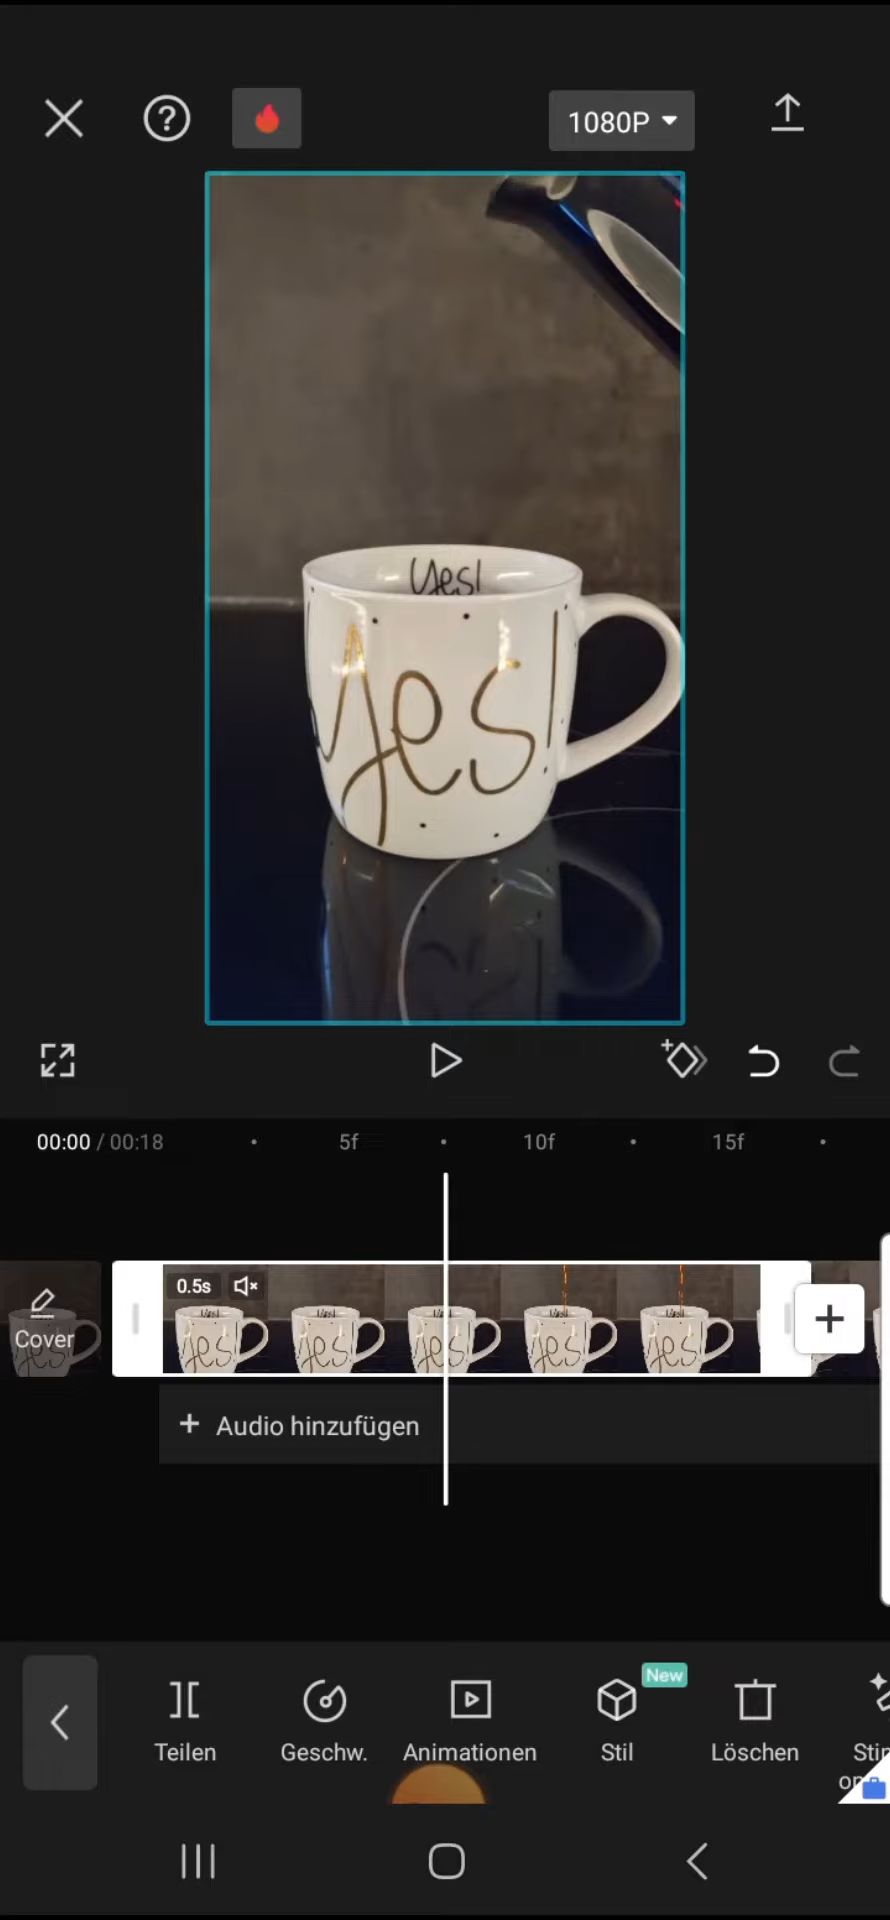 1080P
Yes!
Yes!
00:00 / 00:18
5f
10f
15f
0.5s
Cover
+ Audio hinzufügen
New
Teilen
Geschw.
Animationen
Stil
Löschen